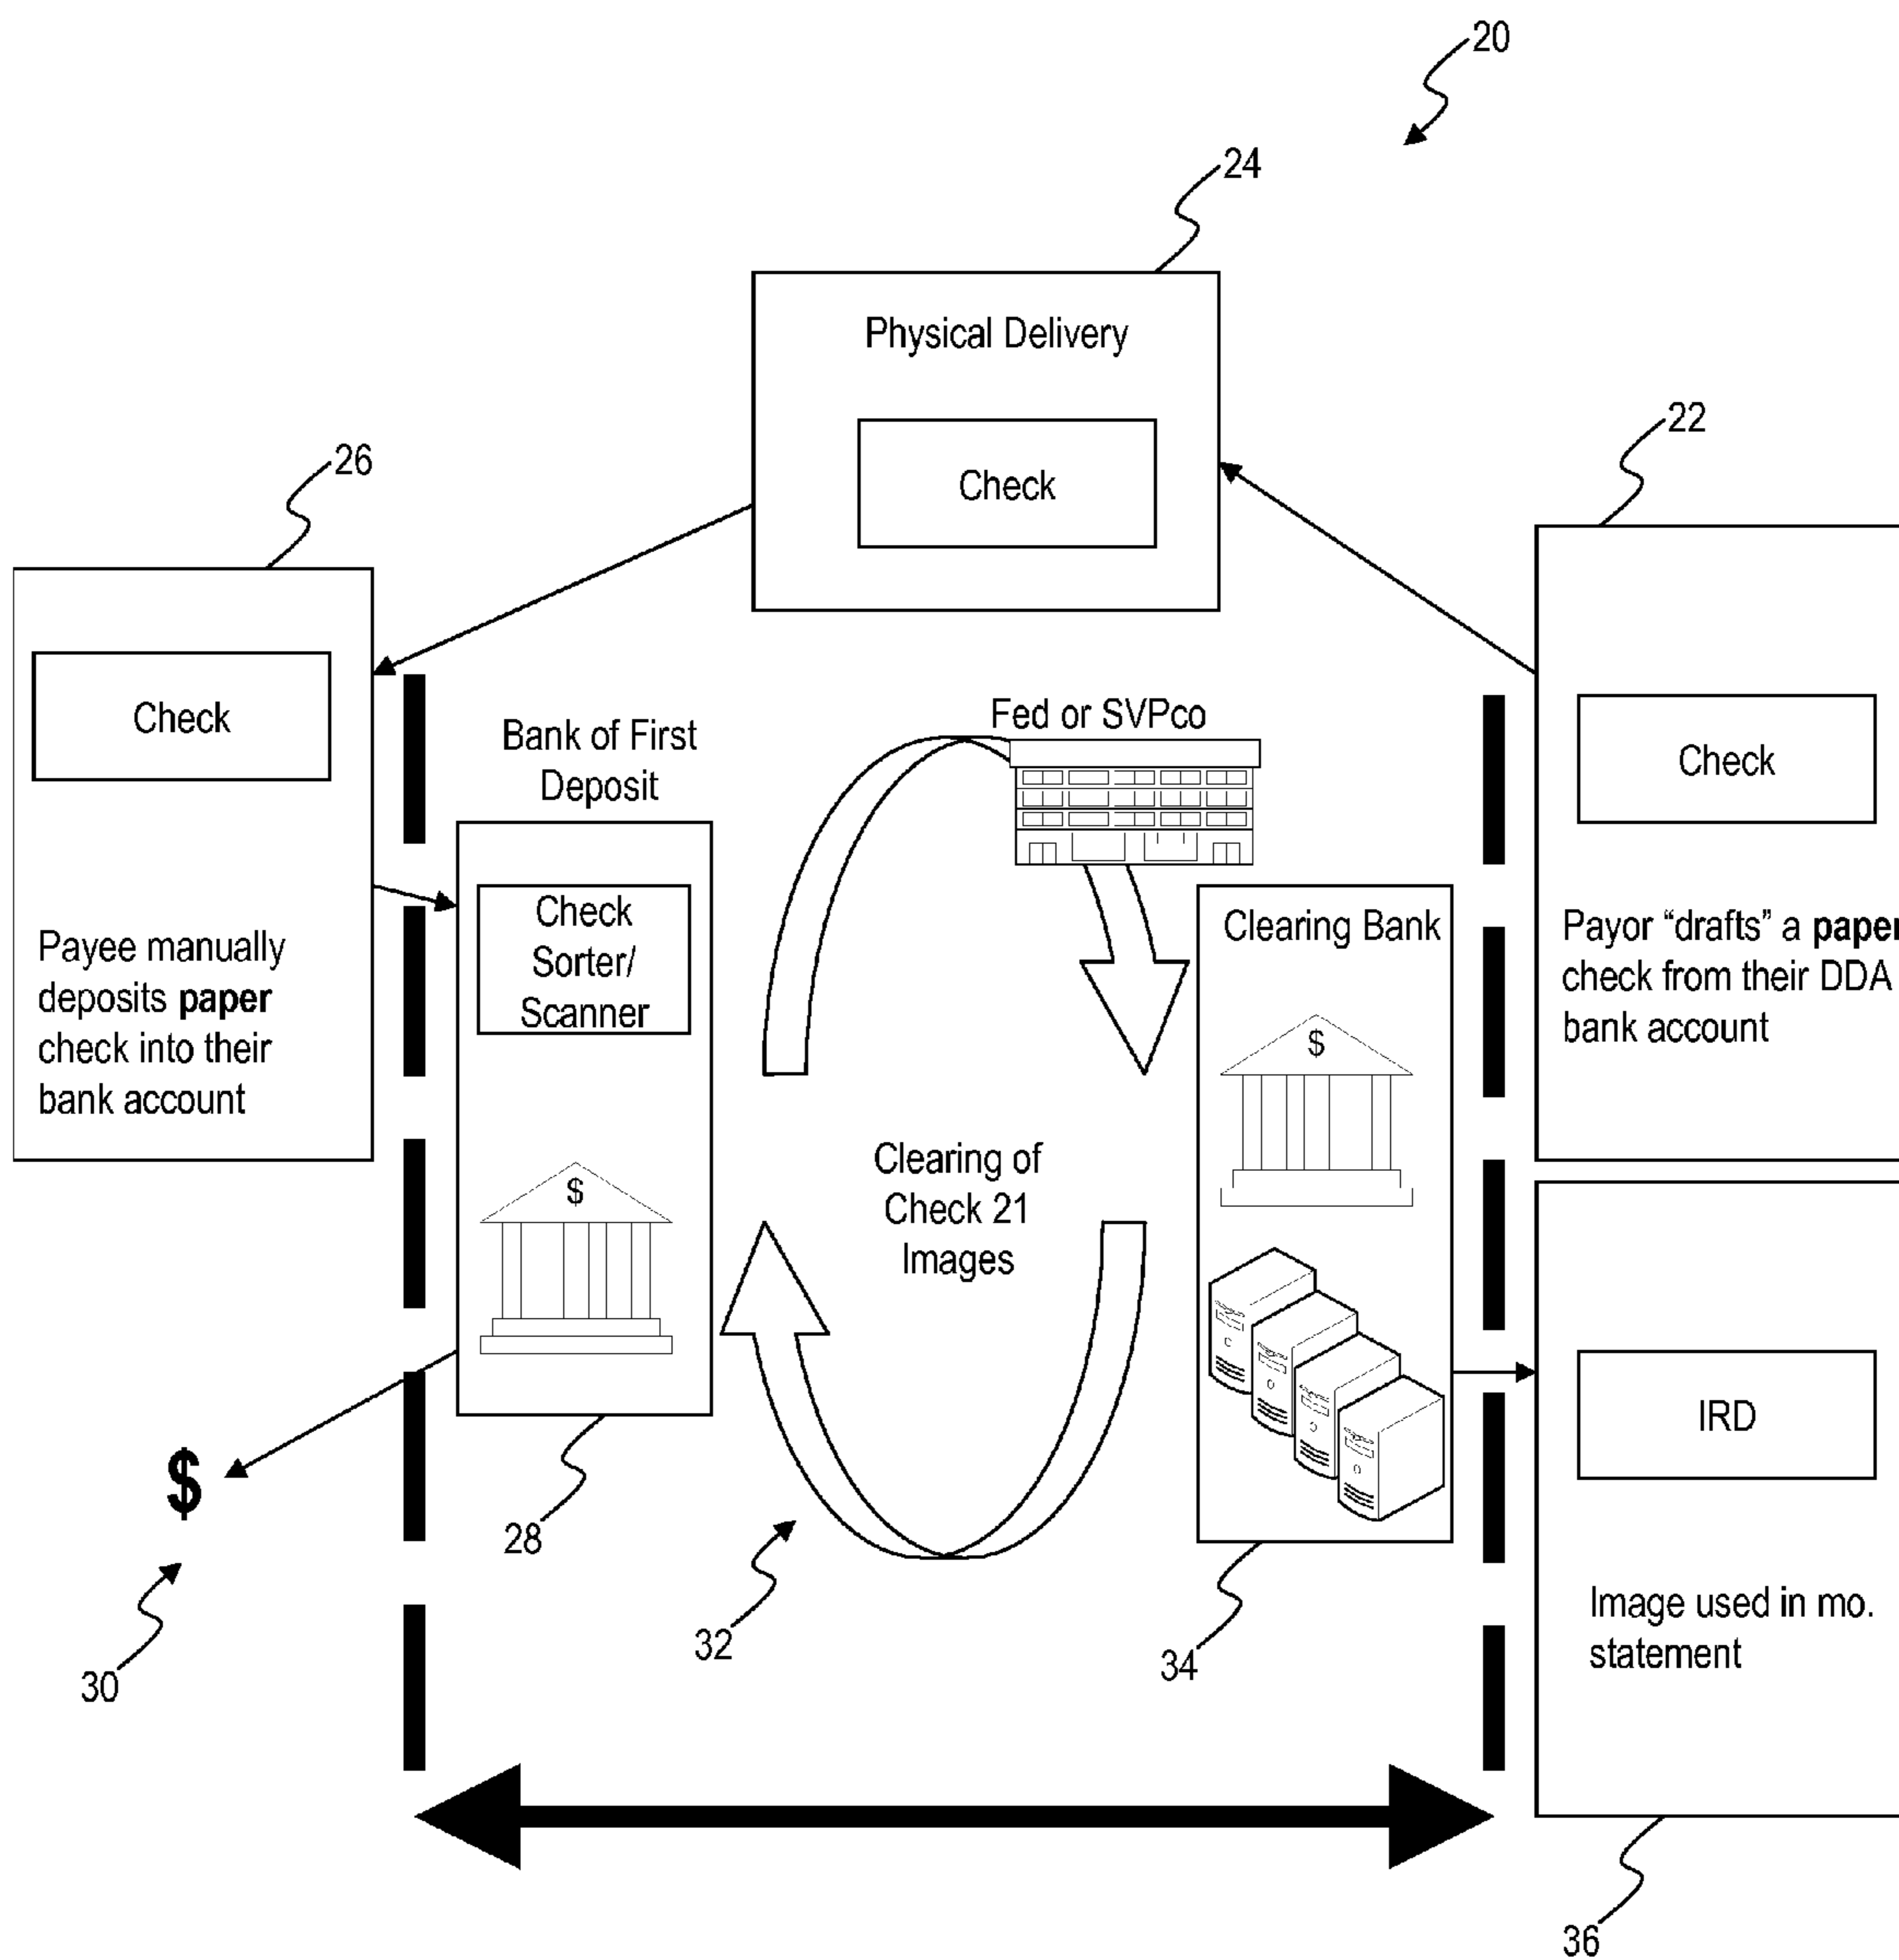 20
24
Physical Delivery
Check
22
26
Check
Check
Bank of First
Deposit
Fed or SVPco
Check
Sorter/
Scanner
Clearing Bank
Payee manually
deposits paper
check into their
bank account
Payor “drafts” a paper
check from their DDA
bank account
$
$
Clearing of
Check 21
Images
IRD
$
28
Image used in mo.
statement
32
34
30
36